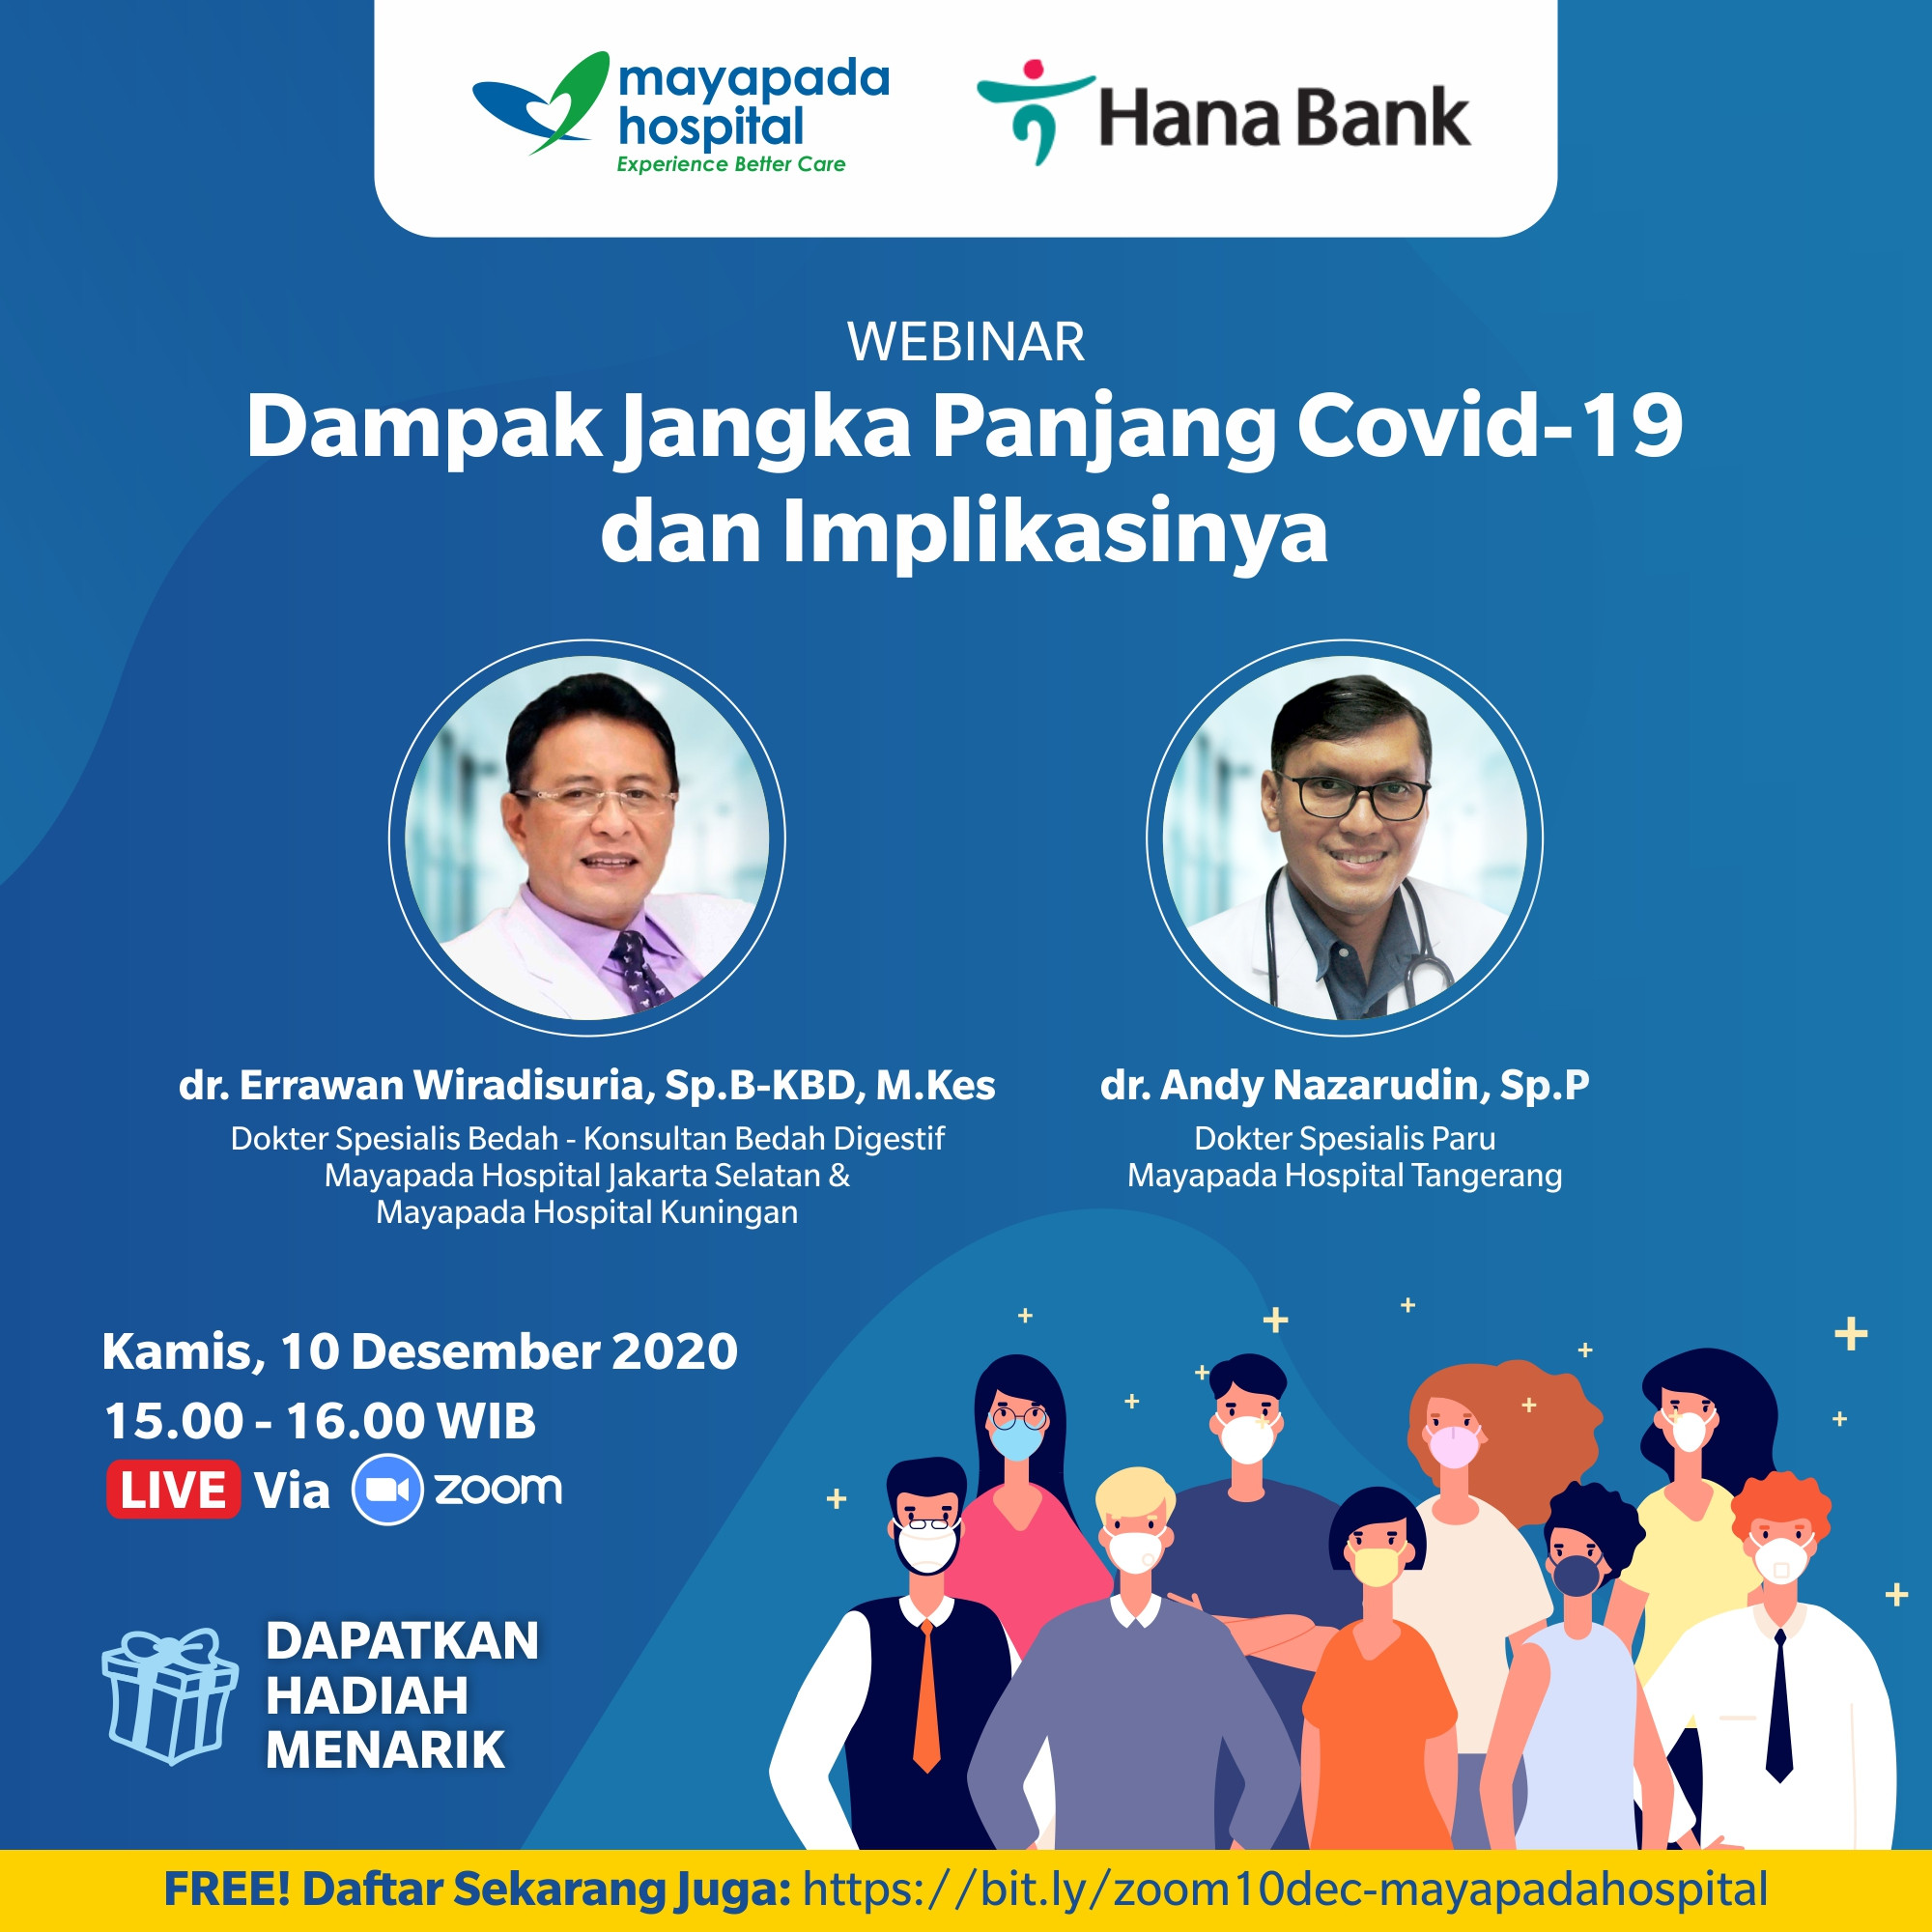 mayapada
hospital
Experience Better Care
Hana Bank
WEBINAR
Dampak Jangka Panjang Covid-19
dan Implikasinya
dr. Errawan Wiradisuria, Sp.B-KBD, M.Kes
Dokter Spesialis Bedah - Konsultan Bedah Digestif
Mayapada Hospital Jakarta Selatan &
Mayapada Hospital Kuningan
dr. Andy Nazarudin, Sp.P
Dokter Spesialis Paru
Mayapada Hospital Tangerang
Kamis, 10 Desember 2020
15.00 - 16.00 WIB
LIVE Via zoom
DAPATKAN
HADIAH
MENARIK
FREE! Daftar Sekarang Juga: https://bit.ly/zoom10dec-mayapadahospital